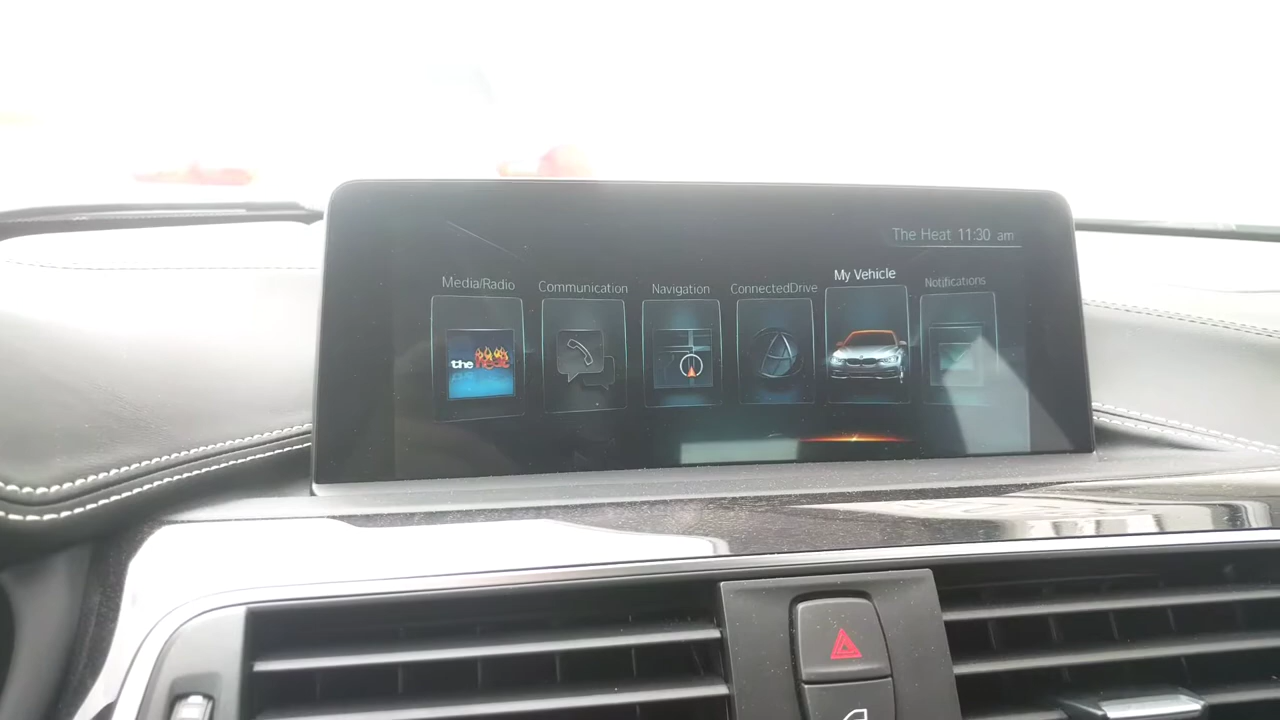 The Heat 11:30 am
Media/Radio
Communication
Navigation
ConnectedDrive
My Vehicle
Notifications
the heat